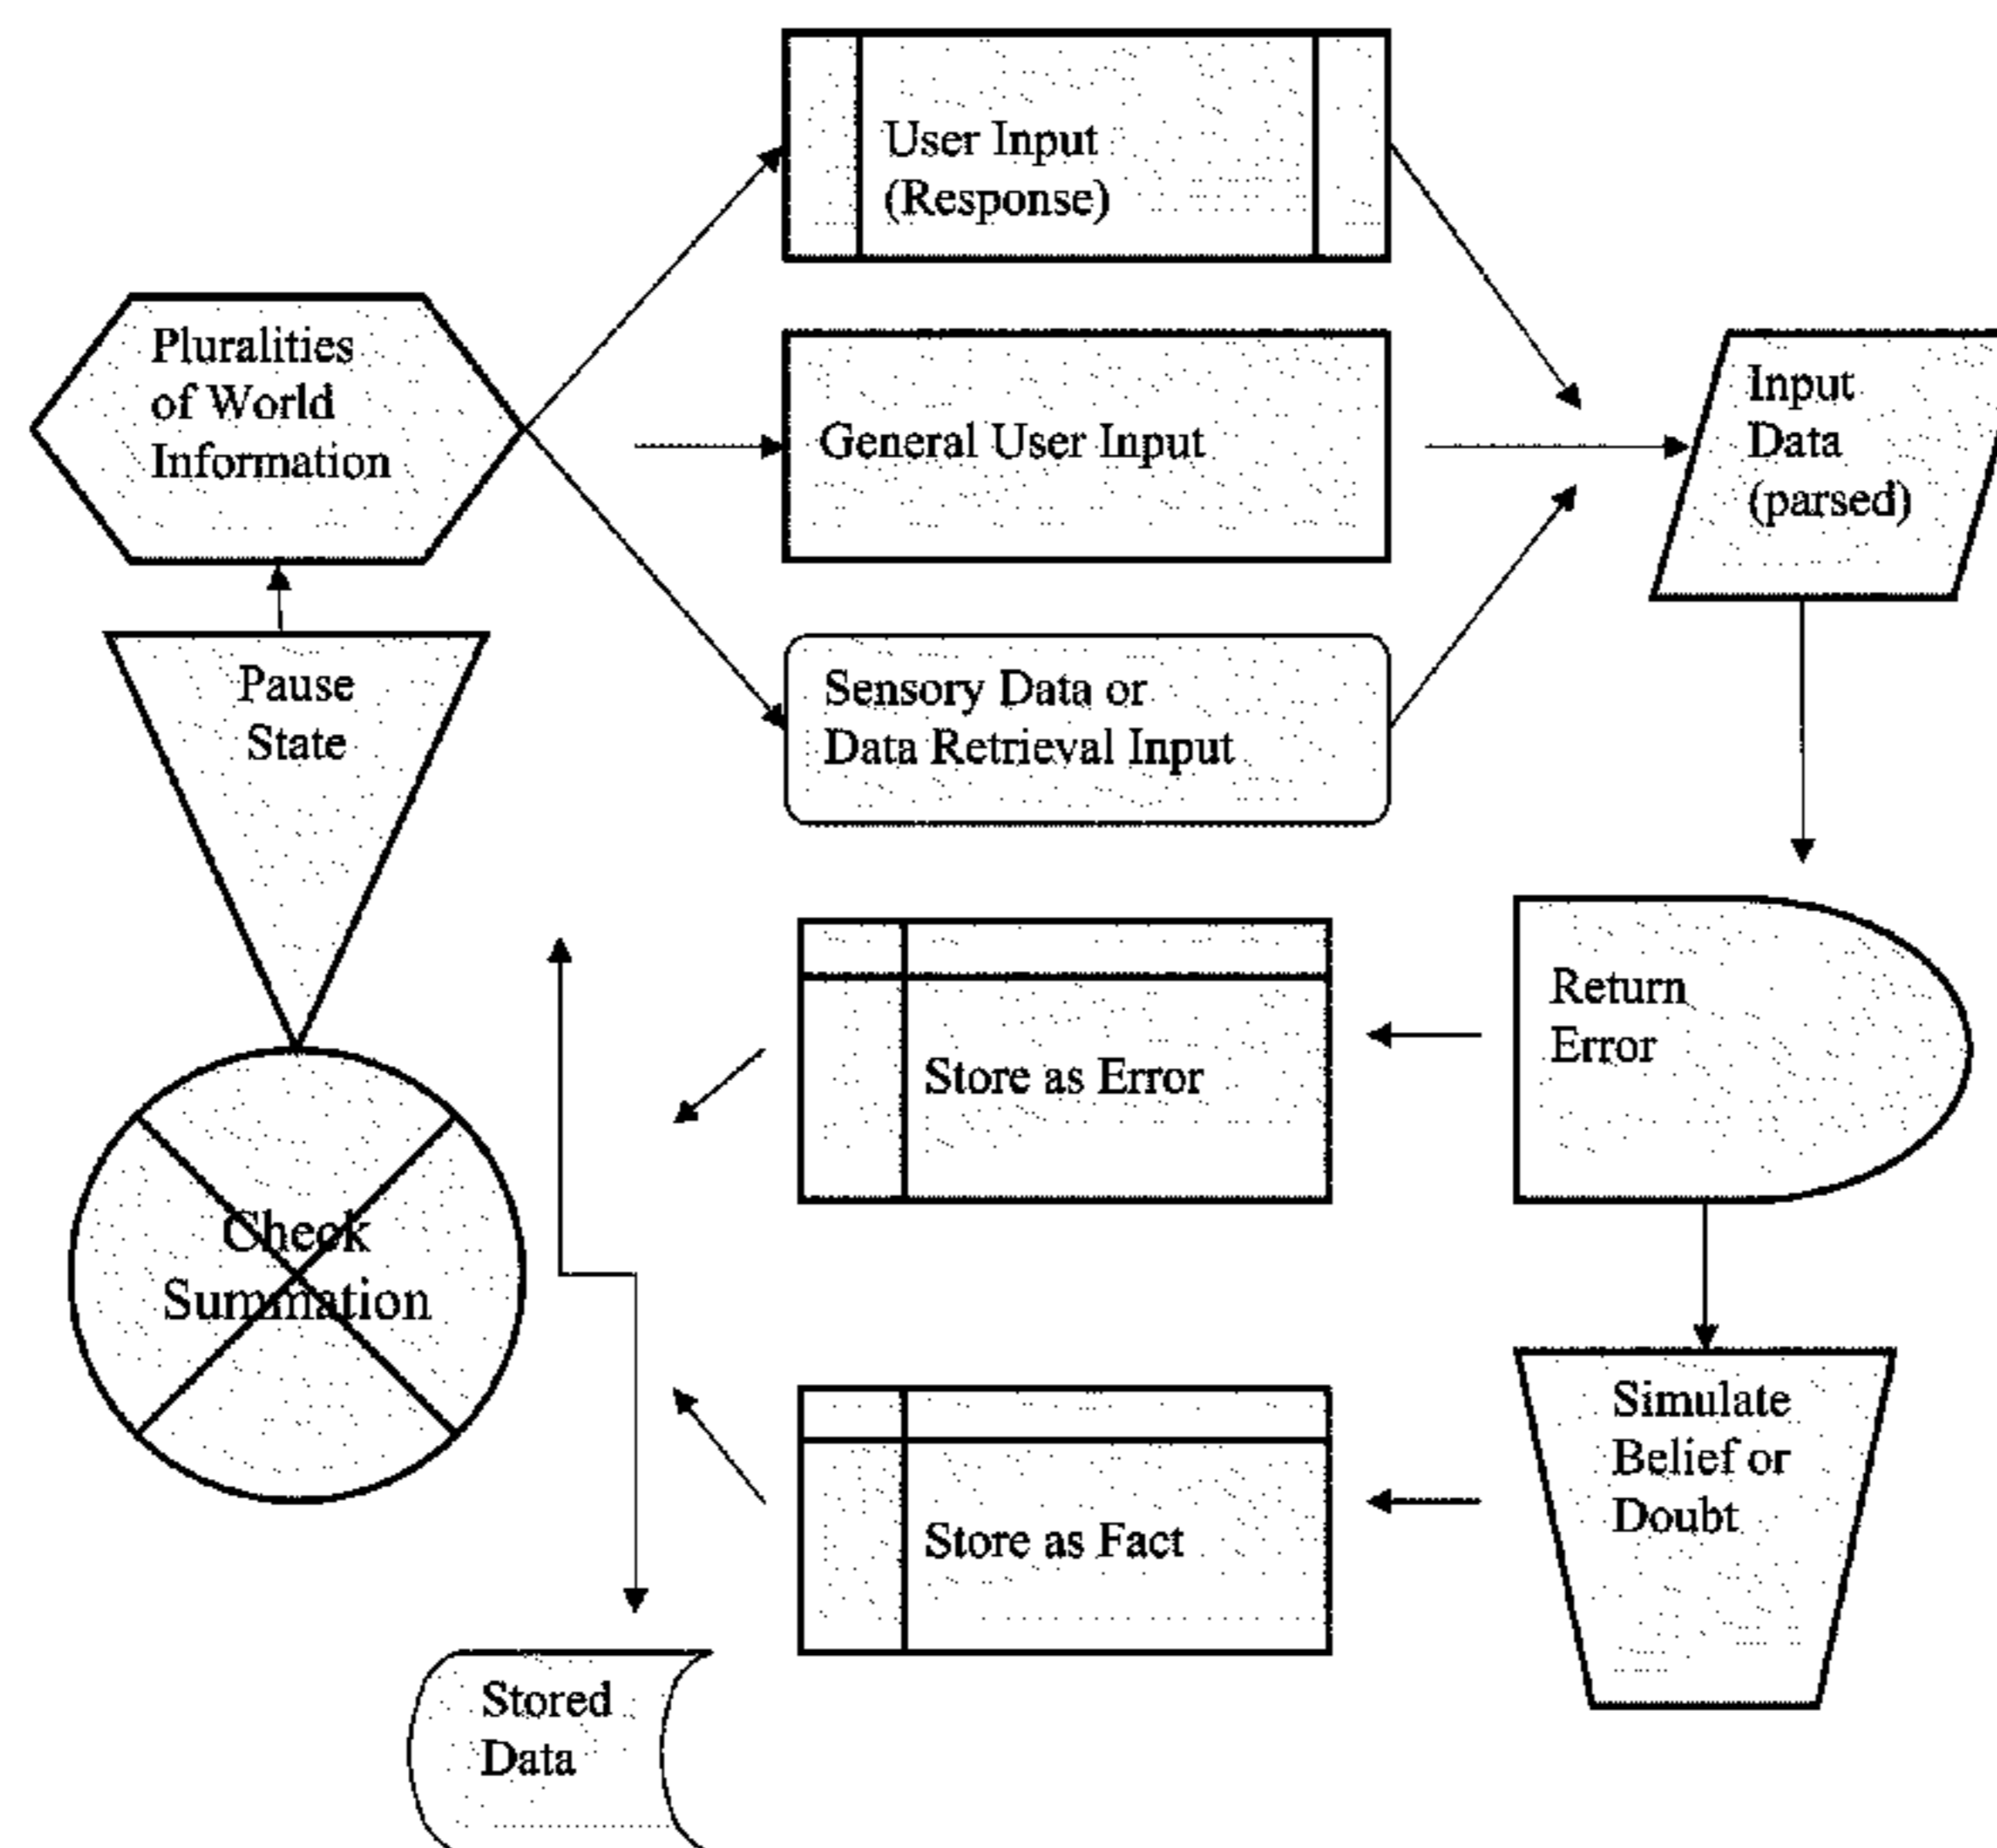 User Input
(Response)
Pluralities
of World
Information
General User Input
Input
Data
(parsed)
Pause
State
Sensory Data or
Data Retrieval Input
Return
Error
Store as Error
Check
Summation
Simulate
Belief or
Doubt
Store as Fact
Stored
Data